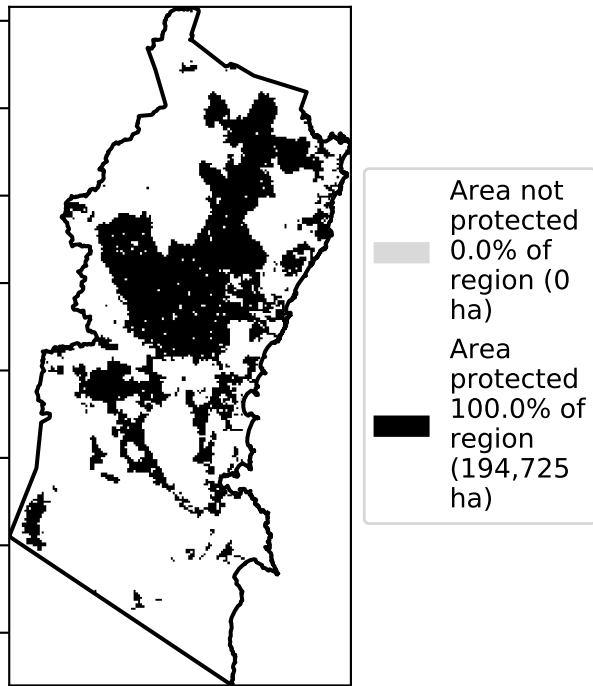 Area not
protected
0.0% of
region (0
ha)
Area
protected
100.0% of
region
(194,725
ha)